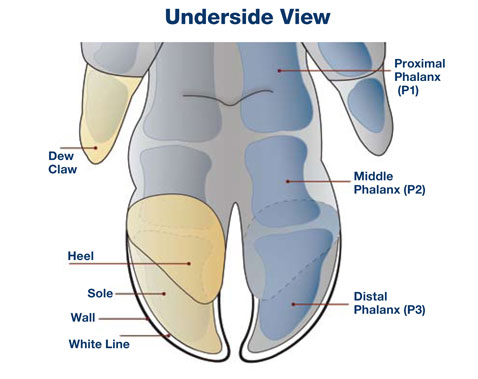 Underside View
Proximal
Phalanx
(P1)
Dew
Claw
Middle
Phalanx (P2)
Heel
Sole
Wall
White Line
Distal
Phalanx (P3)